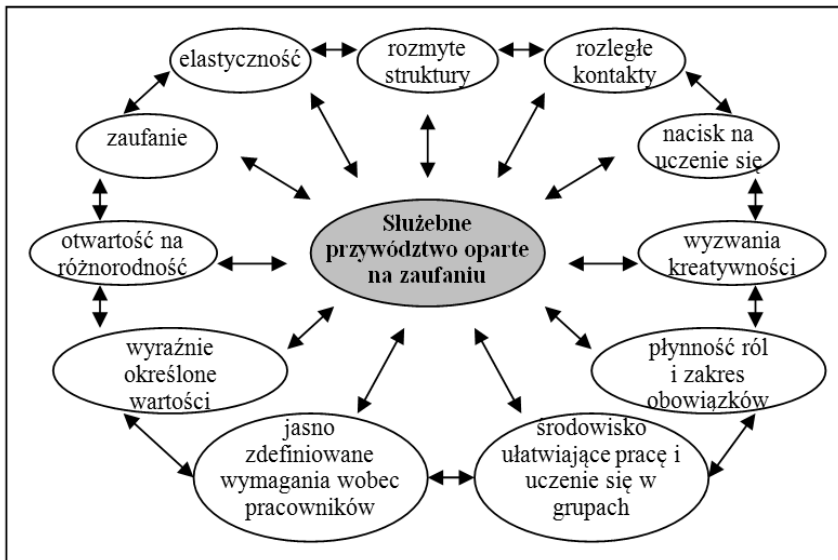 elastyczność
rozmyte
struktury
rozległe
kontakty
zaufanie
nacisk na
uczenie się
Służebne
przywództwo oparte
na zaufaniu
otwartość na
różnorodność
wyzwania
kreatywności
wyraźnie
określone
wartości
płynność ról
i zakres
obowiązków
jasno
zdefiniowane
wymagania wobec
pracowników
środowisko
ułatwiające pracę i
uczenie się w
grupach